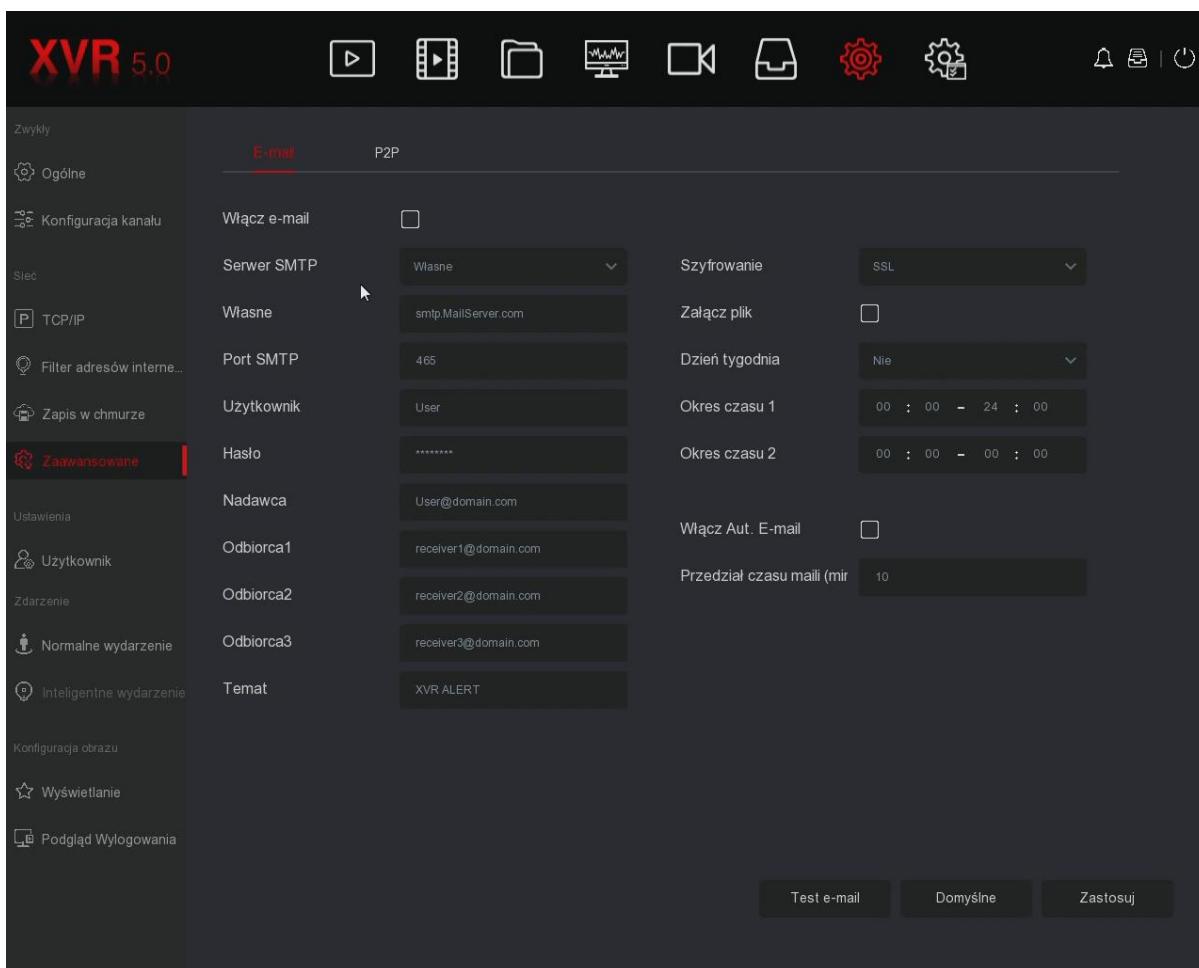 XVR 5.0
Zwykły
Ogólne
Konfiguracja kanału
Sieć
TCP/IP
Filter adresów interne...
Zapis w chmurze
Zaawansowane
Ustawienia
Użytkownik
Zdarzenie
Normalne wydarzenie
Inteligentne wydarzenie
Konfiguracja obrazu
Wyświetlanie
Podgląd Wylogowania
E-mail P2P
Włącz e-mail
Serwer SMTP Własne
Własne smtp.MailServer.com
Port SMTP 465
Użytkownik User
Hasło ********
Nadawca User@domain.com
Odbiorca1 receiver1@domain.com
Odbiorca2 receiver2@domain.com
Odbiorca3 receiver3@domain.com
Temat XVR ALERT
Szyfrowanie SSL
Załącz plik
Dzień tygodnia Nie
Okres czasu 1 00 : 00 - 24 : 00
Okres czasu 2 00 : 00 - 00 : 00
Włącz Aut. E-mail
Przedział czasu maili (mir 10
Test e-mail Domyślne Zastosuj